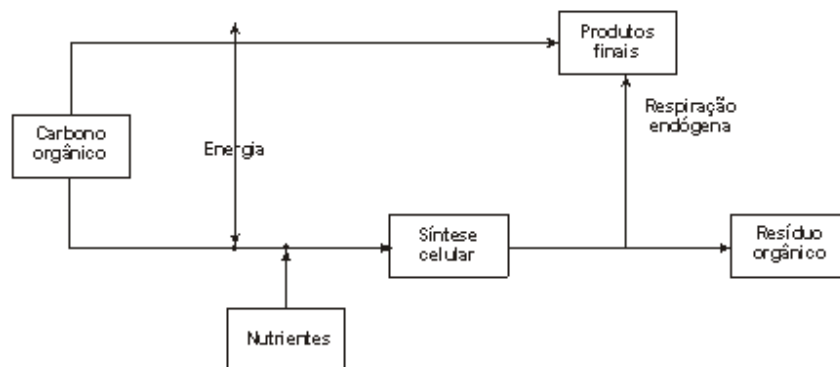 Produtos
finais
Respiração
endógena
Carbono
orgânico
Energia
Síntese
celular
Resíduo
orgânico
Nutrientes